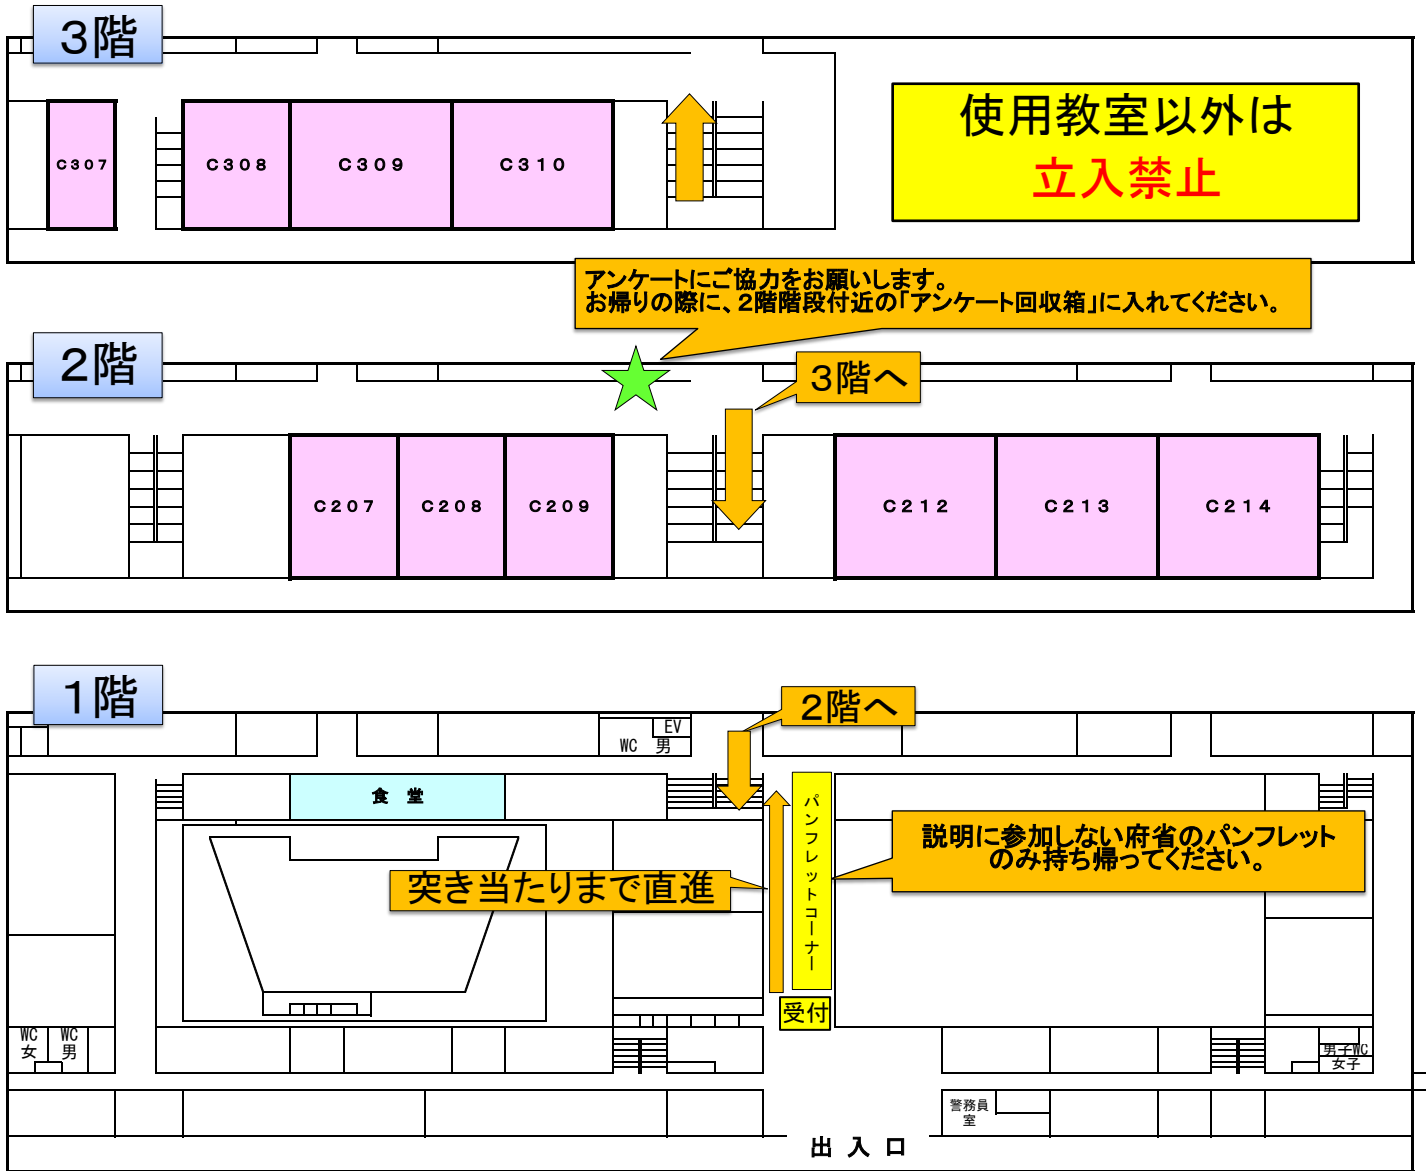 ３階
使用教室以外は
立入禁止
Ｃ３０７
Ｃ３０８
Ｃ３０９
Ｃ３１０
アンケートにご協力をお願いします。
お帰りの際に、２階階段付近の「アンケート回収箱」に入れてください。
２階
３階へ
Ｃ２０７
Ｃ２０８
Ｃ２０９
Ｃ２１２
Ｃ２１３
Ｃ２１４
１階
２階へ
EV
WC 男
食 堂
パンフレットコーナー
説明に参加しない府省のパンフレット
のみ持ち帰ってください。
突き当たりまで直進
受付
WC
女
WC
男
男子WC
女子
警務員
室
出 入 口